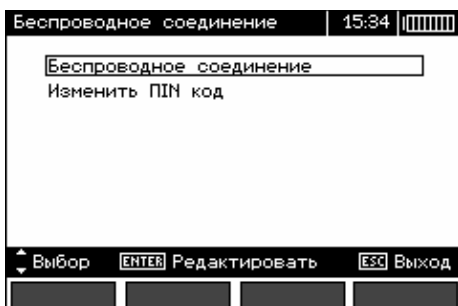 Беспроводное соединение 15:34
Беспроводное соединение
Изменить ПIN код
Выбор ENTER Редактировать ESC Выход